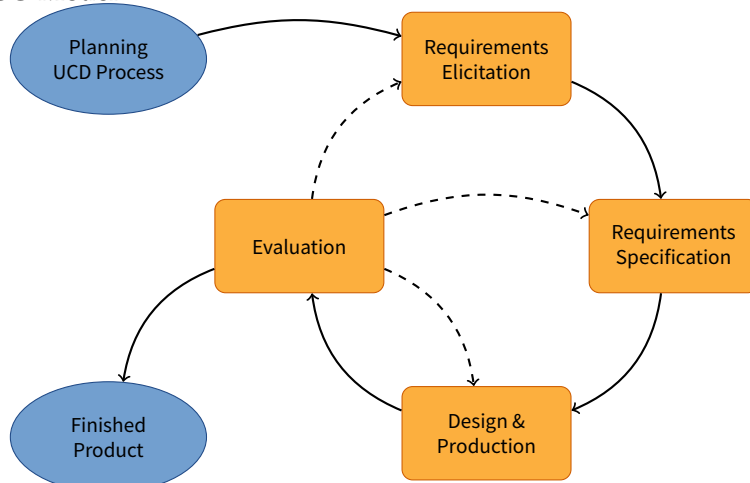 Planning
UCD Process
Requirements
Elicitation
Evaluation
Requirements
Specification
Finished
Product
Design &
Production